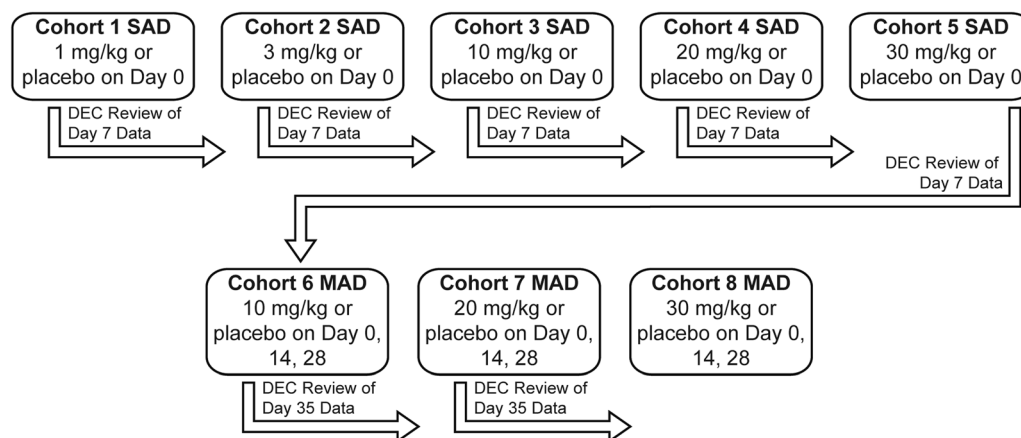 Cohort 1 SAD
1 mg/kg or
placebo on Day 0
Cohort 2 SAD
3 mg/kg or
placebo on Day 0
Cohort 3 SAD
10 mg/kg or
placebo on Day 0
Cohort 4 SAD
20 mg/kg or
placebo on Day 0
Cohort 5 SAD
30 mg/kg or
placebo on Day 0
DEC Review of
Day 7 Data
DEC Review of
Day 7 Data
DEC Review of
Day 7 Data
DEC Review of
Day 7 Data
DEC Review of
Day 7 Data
Cohort 6 MAD
10 mg/kg or
placebo on Day 0,
14, 28
Cohort 7 MAD
20 mg/kg or
placebo on Day 0,
14, 28
Cohort 8 MAD
30 mg/kg or
placebo on Day 0,
14, 28
DEC Review of
Day 35 Data
DEC Review of
Day 35 Data